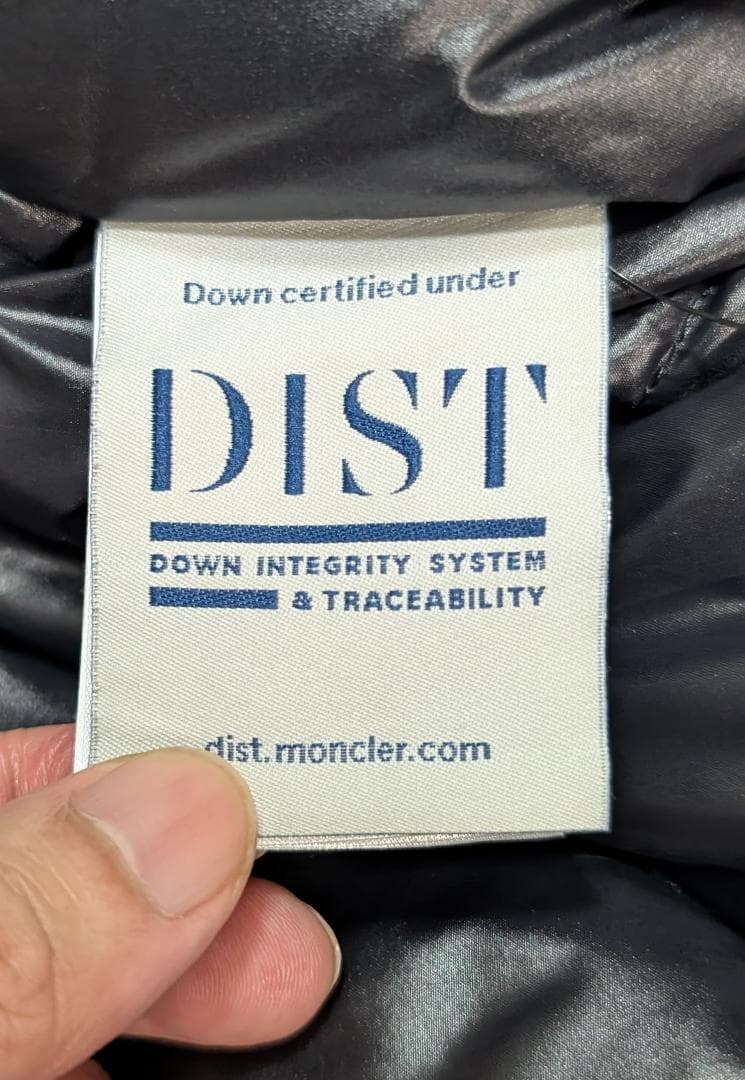 Down certified under
DIST
DOWN INTEGRITY SYSTEM
& TRACEABILITY
dist.moncler.com